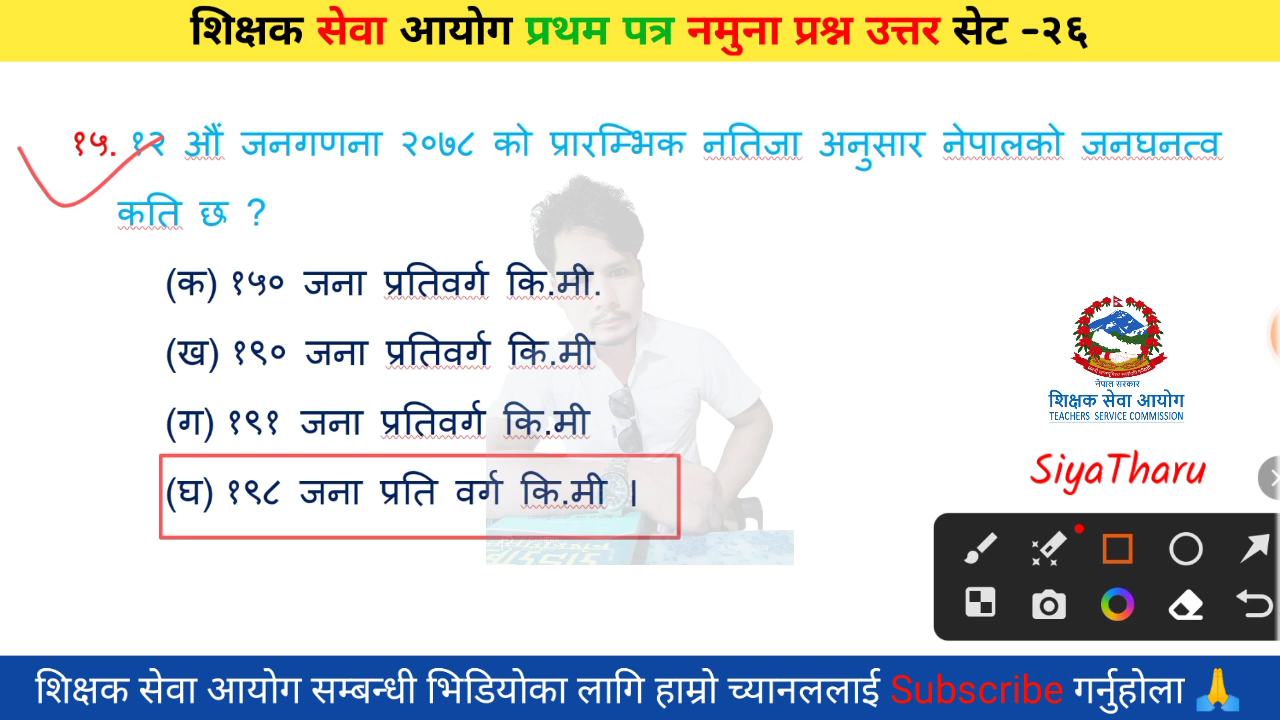 शिक्षक सेवा आयोग प्रथम पत्र नमुना प्रश्न उत्तर सेट -२६
१५. १२ औं जनगणना २०७८ को प्रारम्भिक नतिजा अनुसार नेपालको जनघनत्व
कति छ ?
(क) १५० जना प्रतिवर्ग कि.मी.
(ख) १९० जना प्रतिवर्ग कि.मी
(ग) १९१ जना प्रतिवर्ग कि.मी
(घ) १९८ जना प्रति वर्ग कि.मी ।
नेपाल सरकार
शिक्षक सेवा आयोग
TEACHERS SERVICE COMMISSION
SiyaTharu
शिक्षक सेवा आयोग सम्बन्धी भिडियोका लागि हाम्रो च्यानललाई Subscribe गर्नुहोला 🙏